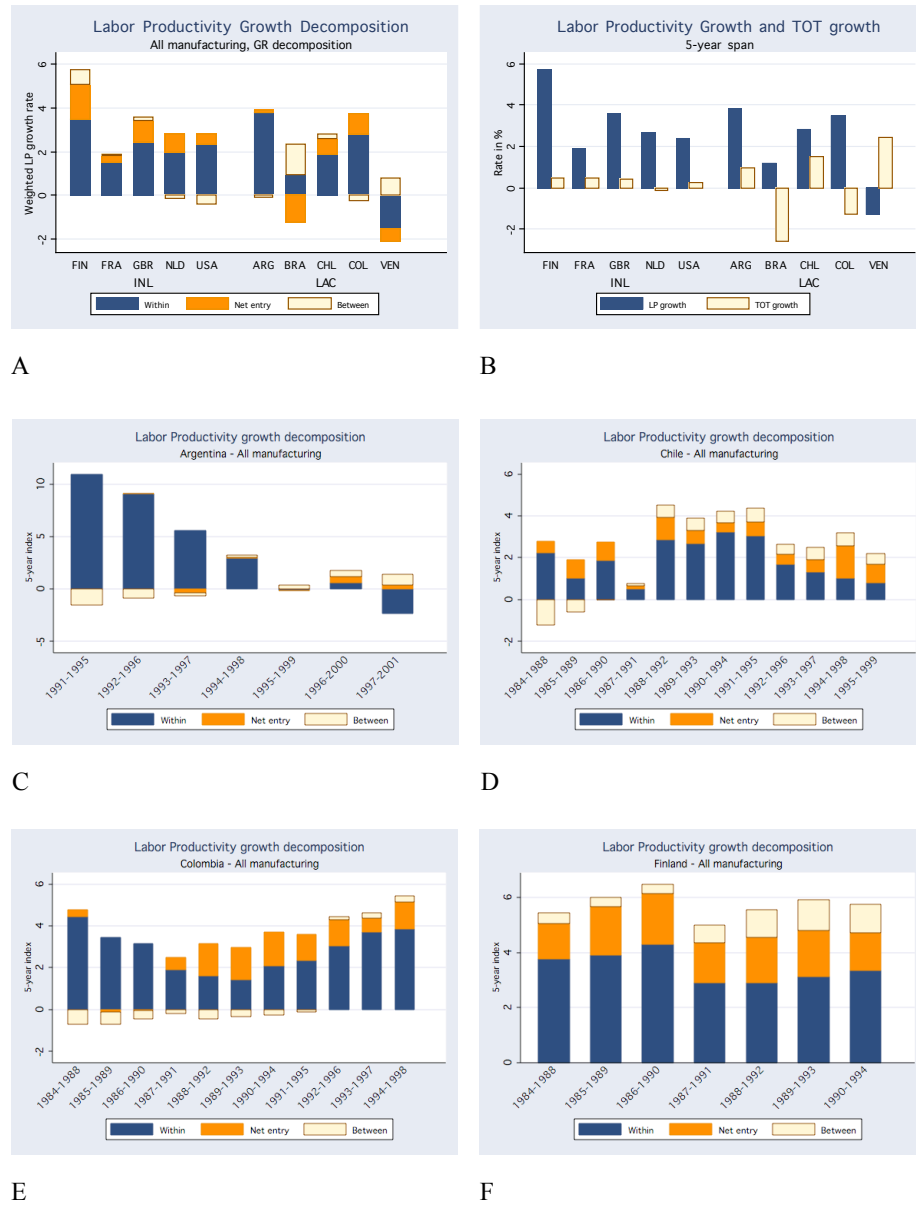 Labor Productivity Growth Decomposition
All manufacturing, GR decomposition
Weighted LP growth rate
6
4
2
0
-2
FIN FRA GBR NLD USA ARG BRA CHL COL VEN
INL LAC
Within Net entry Between
A
Labor Productivity Growth and TOT growth
5-year span
Rate in %
6
4
2
0
-2
FIN FRA GBR NLD USA ARG BRA CHL COL VEN
INL LAC
LP growth TOT growth
B
Labor Productivity growth decomposition
Argentina - All manufacturing
5-year index
10
5
0
-5
1991-1995 1992-1996 1993-1997 1994-1998 1995-1999 1996-2000 1997-2001
Within Net entry Between
C
Labor Productivity growth decomposition
Chile - All manufacturing
5-year index
6
4
2
0
-2
1984-1988 1985-1989 1986-1990 1987-1991 1988-1992 1989-1993 1990-1994 1991-1995 1992-1996 1993-1997 1994-1998 1995-1999
Within Net entry Between
D
Labor Productivity growth decomposition
Colombia - All manufacturing
5-year index
6
4
2
0
-2
1984-1988 1985-1989 1986-1990 1987-1991 1988-1992 1989-1993 1990-1994 1991-1995 1992-1996 1993-1997 1994-1998
Within Net entry Between
E
Labor Productivity growth decomposition
Finland - All manufacturing
5-year index
6
4
2
0
1984-1988 1985-1989 1986-1990 1987-1991 1988-1992 1989-1993 1990-1994
Within Net entry Between
F